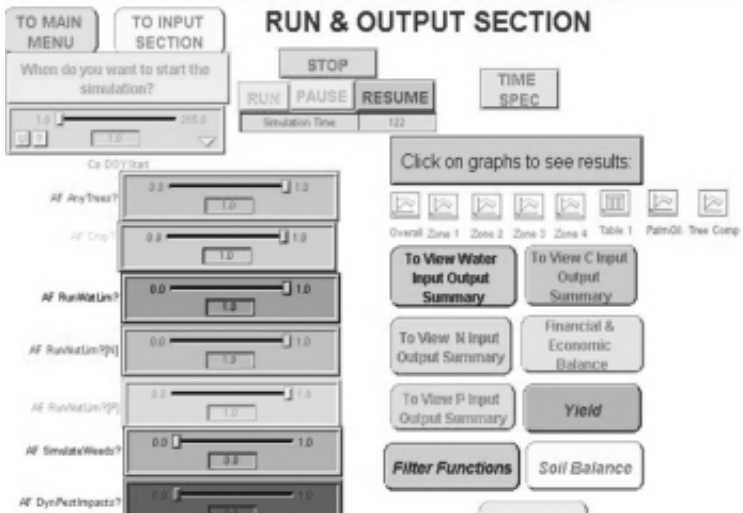 RUN & OUTPUT SECTION
TO MAIN
MENU
TO INPUT
SECTION
When do you want to start the
simulation?
1.0 365.0
1.0
Ca DOYStart
STOP
RUN PAUSE RESUME
Simulation Time 122
TIME
SPEC
Click on graphs to see results:
Overall Zone 1 Zone 2 Zone 3 Zone 4 Table 1 PalmOil Tree Comp
AF AnyTrees?
0.0 1.0
1.0
AF Crop?
0.0 1.0
1.0
AF RunWatLim?
0.0 1.0
1.0
AF RunNutLim?[N]
0.0 1.0
1.0
AF RunNutLim?[P]
0.0 1.0
1.0
AF SimulateWeeds?
0.0 1.0
0.0
AF DynPestImpacts?
0.0 1.0
To View Water
Input Output
Summary
To View C Input
Output
Summary
To View N Input
Output Summary
Financial &
Economic
Balance
To View P Input
Output Summary
Yield
Filter Functions
Soil Balance